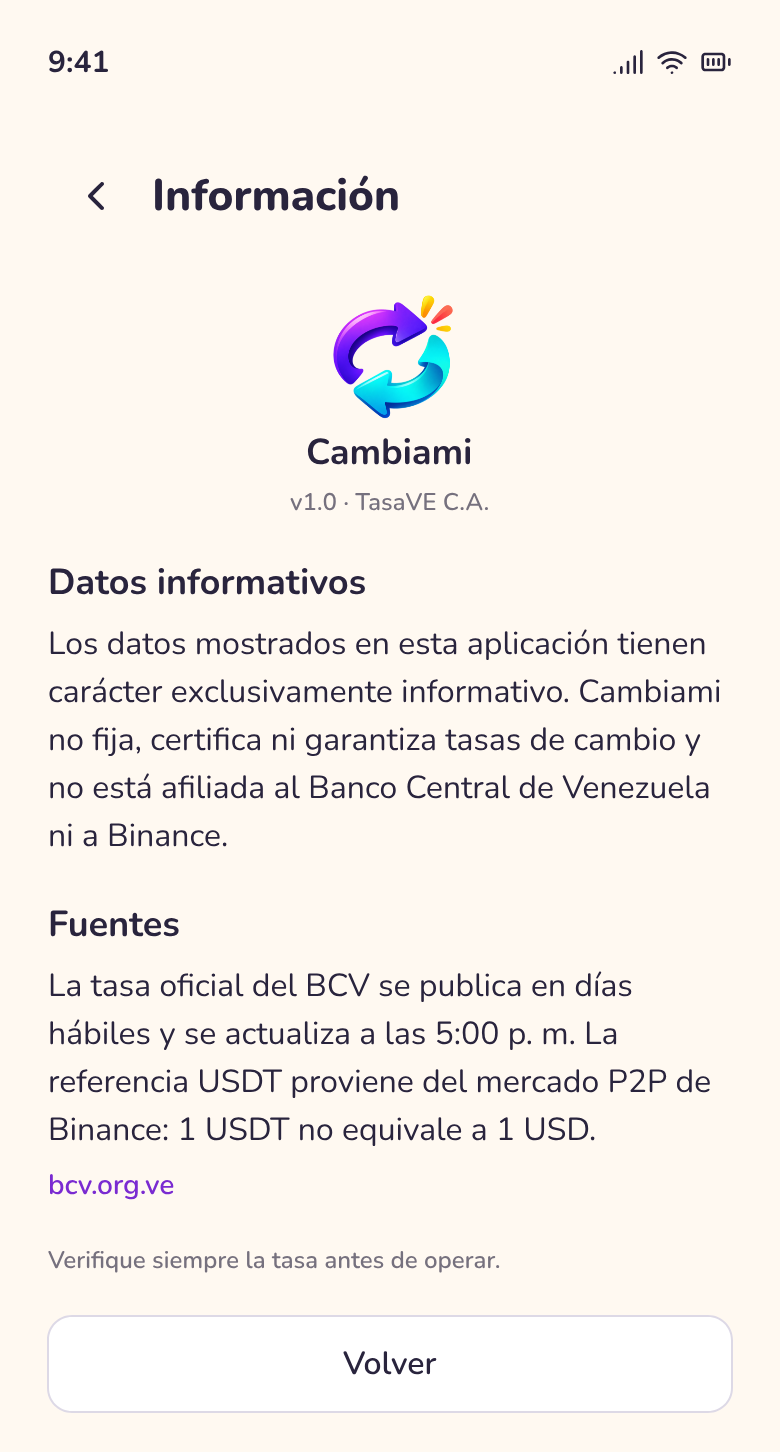 9:41
Información
Cambiami
v1.0 · TasaVE C.A.
Datos informativos
Los datos mostrados en esta aplicación tienen
carácter exclusivamente informativo. Cambiami
no fija, certifica ni garantiza tasas de cambio y
no está afiliada al Banco Central de Venezuela
ni a Binance.
Fuentes
La tasa oficial del BCV se publica en días
hábiles y se actualiza a las 5:00 p. m. La
referencia USDT proviene del mercado P2P de
Binance: 1 USDT no equivale a 1 USD.
bcv.org.ve
Verifique siempre la tasa antes de operar.
Volver